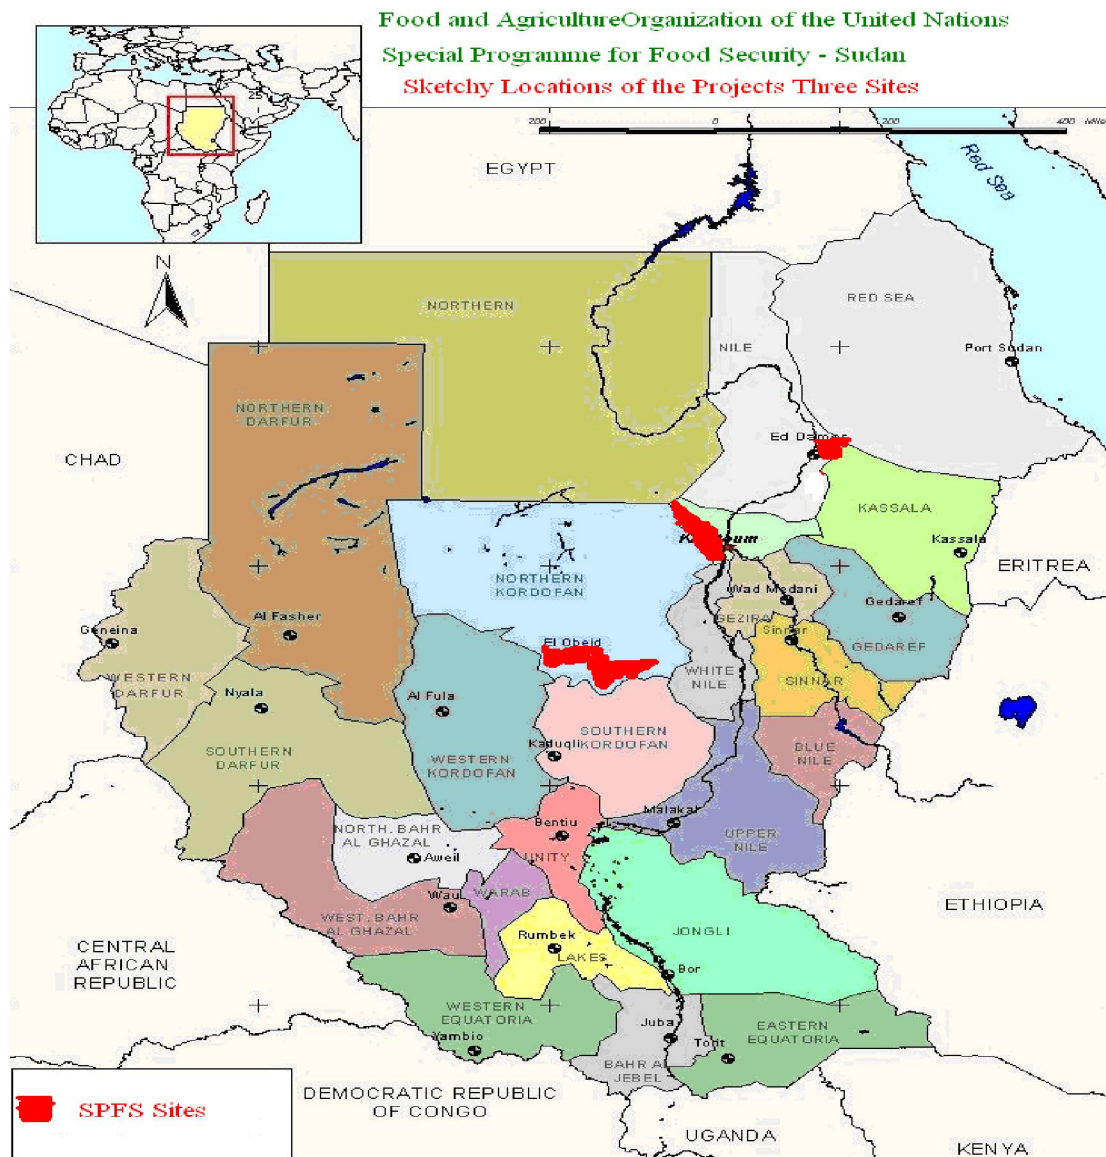 Food and AgricultureOrganization of the United Nations
Special Programme for Food Security - Sudan
Sketchy Locations of the Projects Three Sites
25
200
0
200
400
Miles
Red Sea
EGYPT
N
NORTHERN
RED SEA
NILE
Port Sudan
NORTHERN
DARFUR
Ed Damer
CHAD
KASSALA
Kassala
ERITREA
NORTHERN
KORDOFAN
Wad Medani
Gedaref
GEZIRA
Al Fasher
Geneina
El Obeid
Sinnar
GEDAREF
WESTERN
DARFUR
WHITE
NILE
SINNAR
Nyala
Al Fula
SOUTHERN
KORDOFAN
Kaduqli
SOUTHERN
DARFUR
WESTERN
KORDOFAN
BLUE
NILE
Malakal
UPPER
NILE
NORTH. BAHR
AL GHAZAL
Bentiu
Aweil
UNITY
WARAB
Waul
ETHIOPIA
WEST. BAHR
AL GHAZAL
JONGLI
Rumbek
LAKES
CENTRAL
AFRICAN
REPUBLIC
Bor
WESTERN
EQUATORIA
Yambio
Juba
EASTERN
EQUATORIA
Torit
BAHR AL
JEBEL
DEMOCRATIC REPUBLIC
OF CONGO
SPFS Sites
UGANDA
KENYA